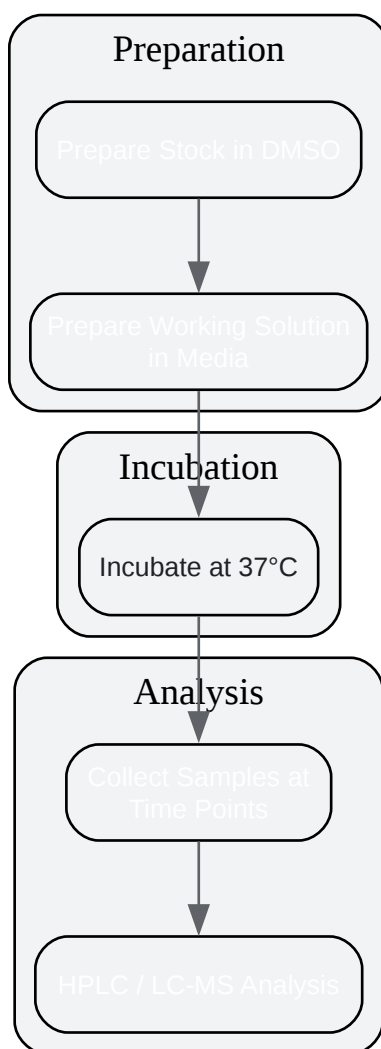 Preparation
Prepare Stock in DMSO
Prepare Working Solution
in Media
Incubation
Incubate at 37°C
Analysis
Collect Samples at
Time Points
HPLC / LC-MS Analysis